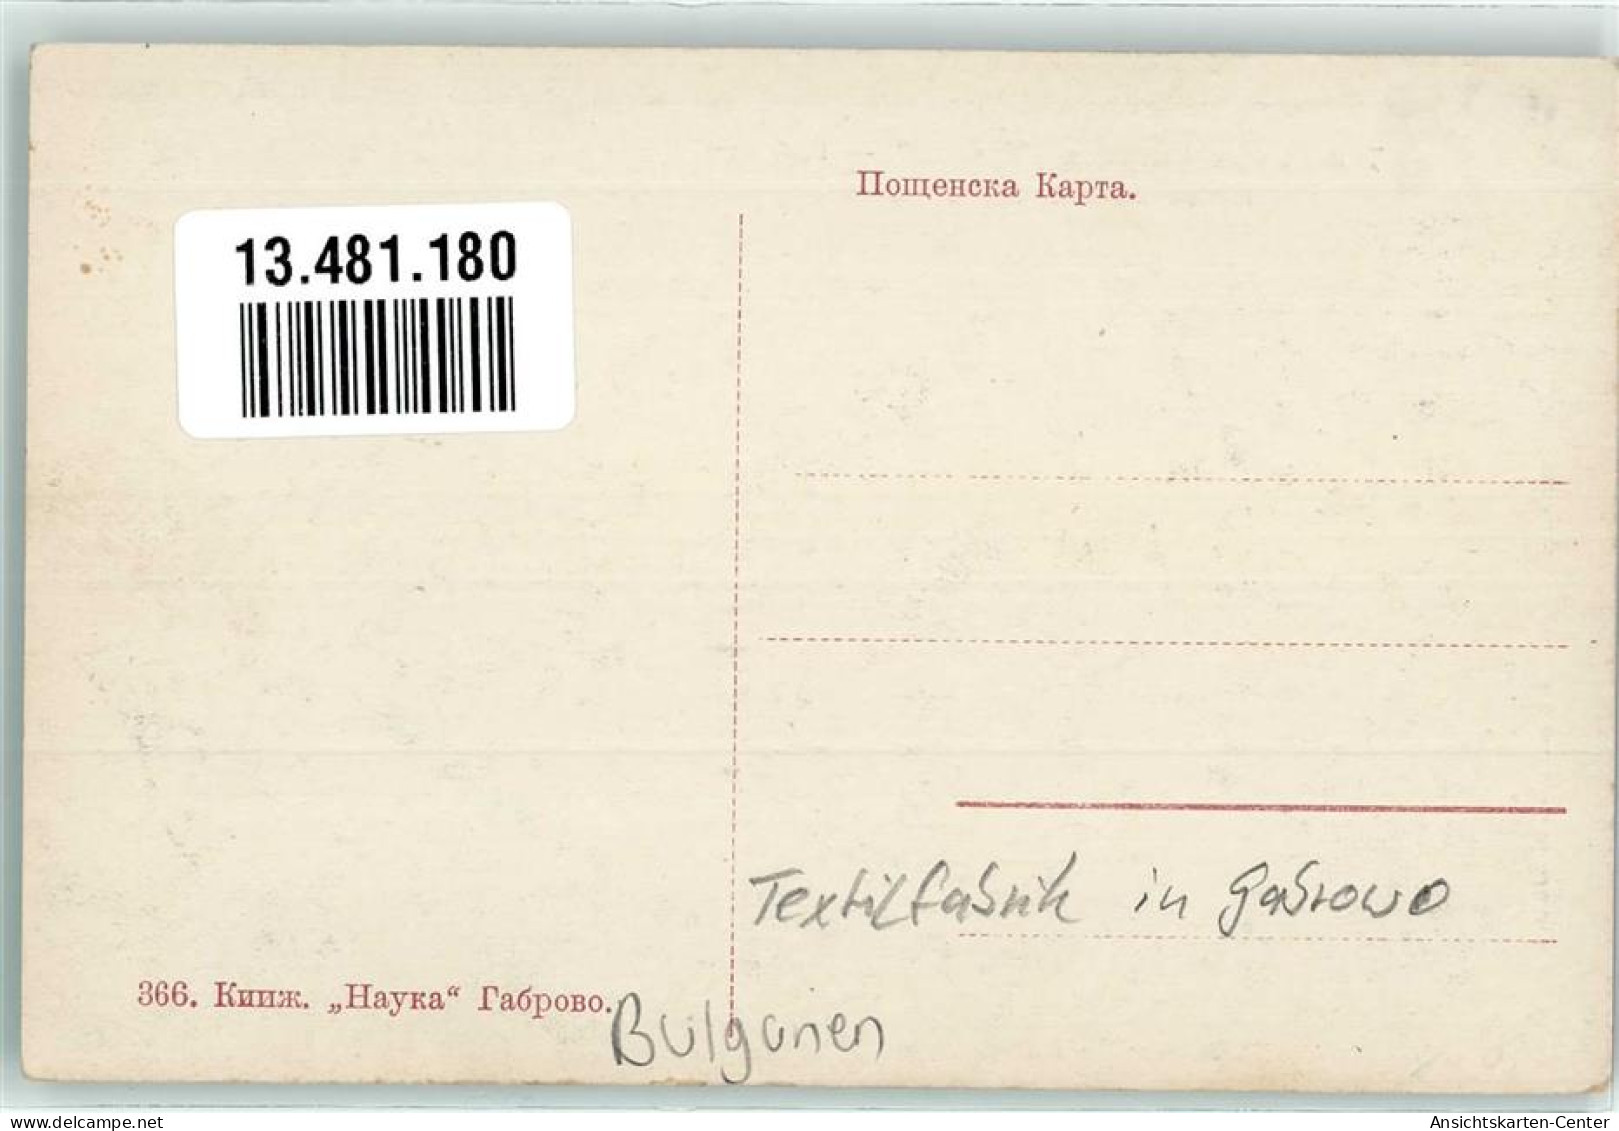 Пощенска Карта.
13.481.180
Textilfabrik in Gabrowo
366. Книж. „Наука“ Габрово.
Bulgarien
www.delcampe.net
Ansichtskarten-Center